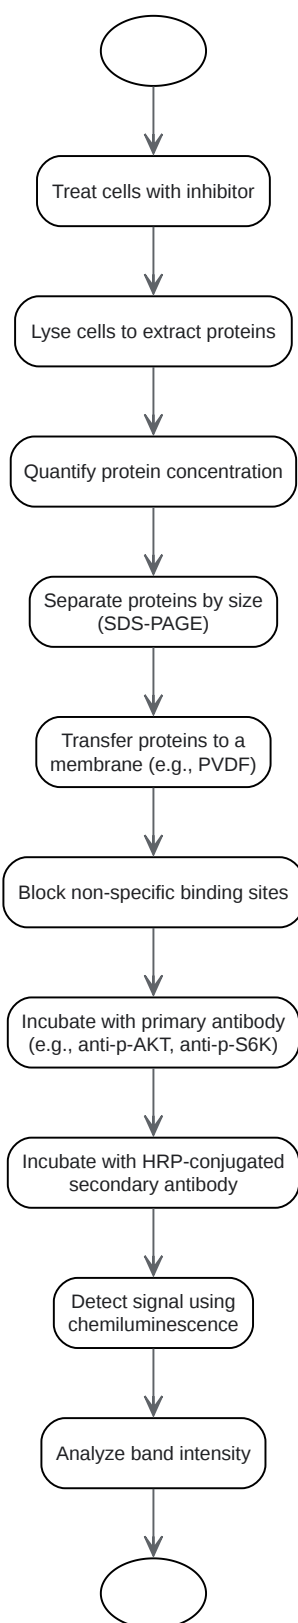 Treat cells with inhibitor
Lyse cells to extract proteins
Quantify protein concentration
Separate proteins by size
(SDS-PAGE)
Transfer proteins to a
membrane (e.g., PVDF)
Block non-specific binding sites
Incubate with primary antibody
(e.g., anti-p-AKT, anti-p-S6K)
Incubate with HRP-conjugated
secondary antibody
Detect signal using
chemiluminescence
Analyze band intensity